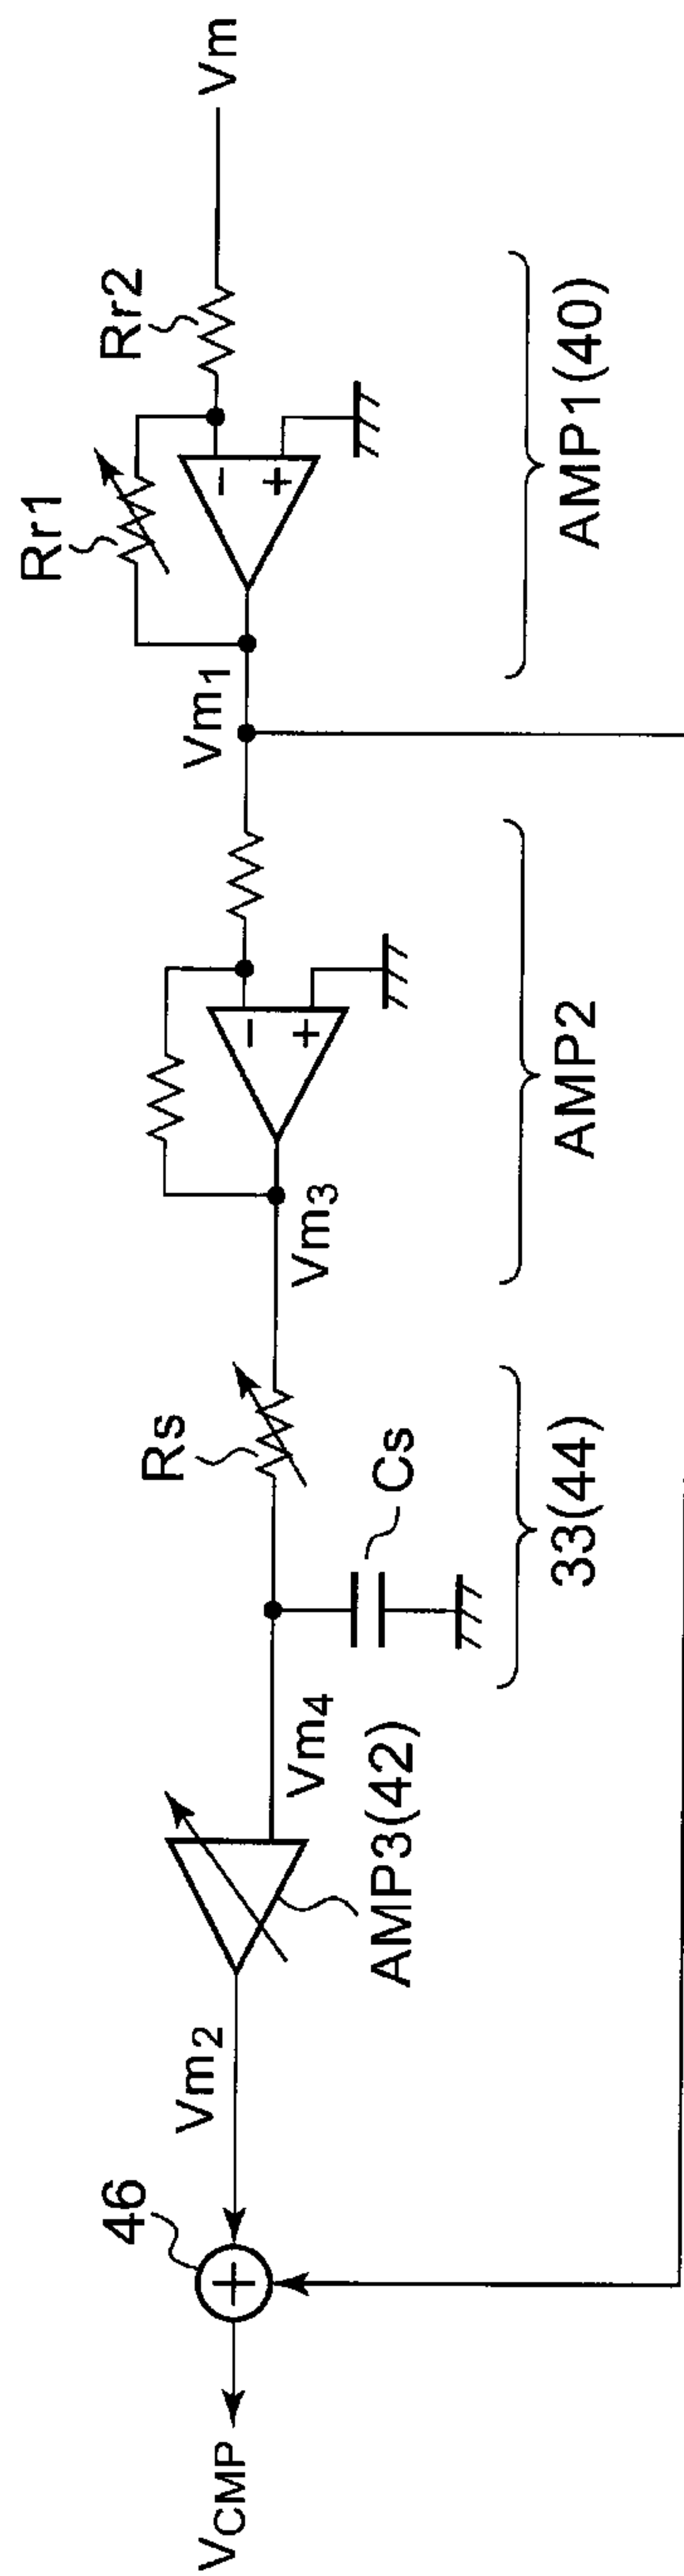 Vm
Rr2
Rr1
− +
AMP1(40)
Vm1
− +
AMP2
Vm3
Rs
Cs
33(44)
Vm4
AMP3(42)
Vm2
46
+
VCMP